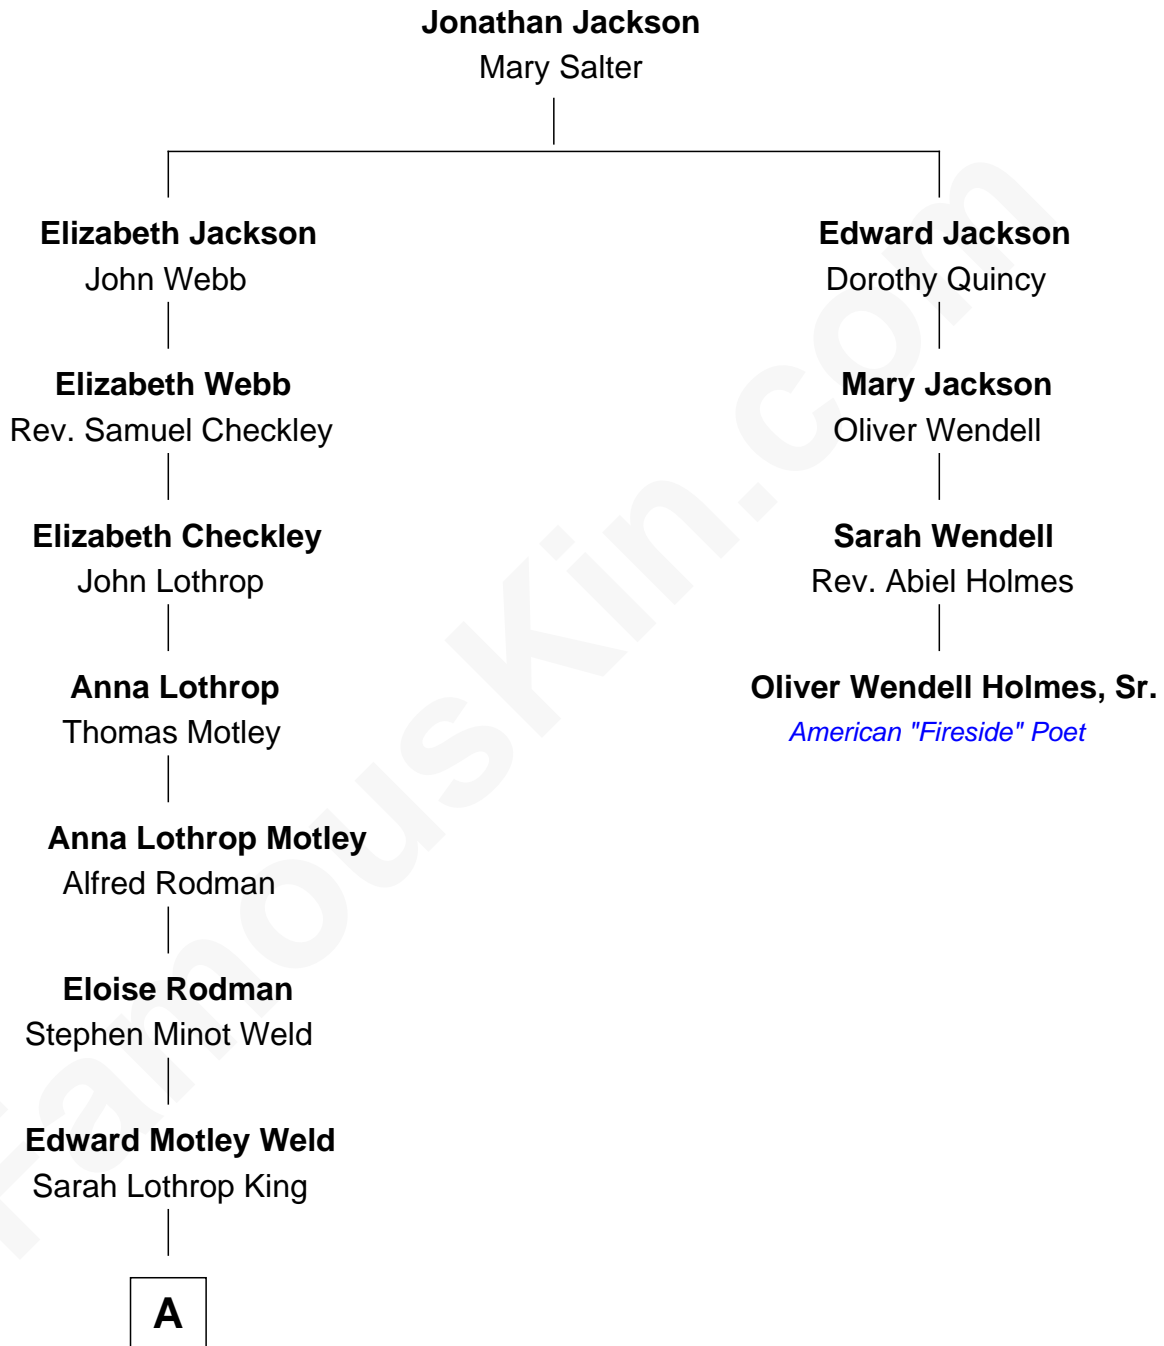 Jonathan Jackson
Mary Salter
Elizabeth Jackson
John Webb
Edward Jackson
Dorothy Quincy
Elizabeth Webb
Rev. Samuel Checkley
Mary Jackson
Oliver Wendell
Elizabeth Checkley
John Lothrop
Sarah Wendell
Rev. Abiel Holmes
Anna Lothrop
Thomas Motley
Oliver Wendell Holmes, Sr.
American "Fireside" Poet
Anna Lothrop Motley
Alfred Rodman
Eloise Rodman
Stephen Minot Weld
Edward Motley Weld
Sarah Lothrop King
A
FamousKin.com